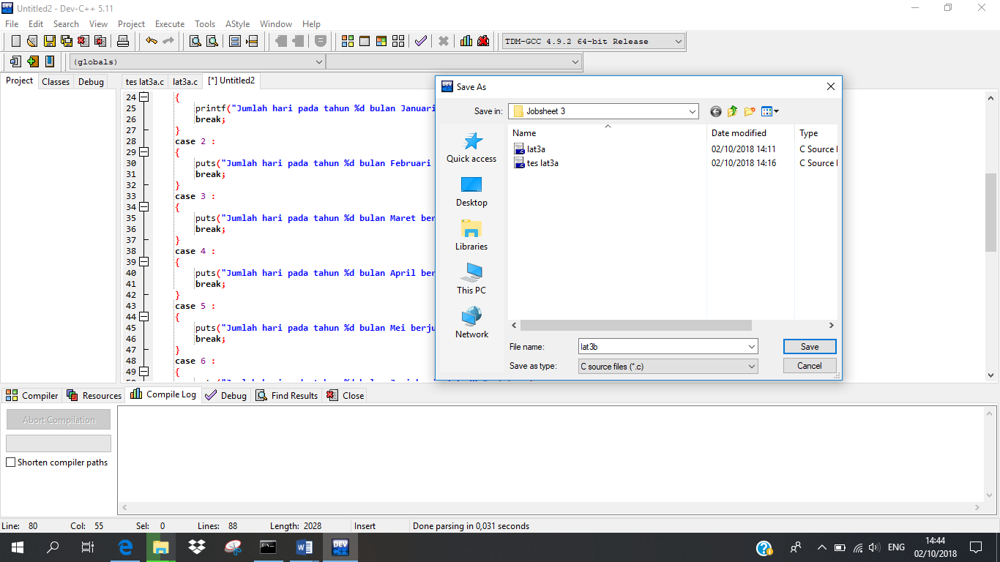 Untitled2 - Dev-C++ 5.11
File Edit Search View Project Execute Tools AStyle Window Help
TDM-GCC 4.9.2 64-bit Release
(globals)
Project Classes Debug
tes lat3a.c lat3a.c [*] Untitled2
24 {
25 printf("Jumlah hari pada tahun %d bulan Januari
26 break;
27 }
28 case 2 :
29 {
30 puts("Jumlah hari pada tahun %d bulan Februari
31 break;
32 }
33 case 3 :
34 {
35 puts("Jumlah hari pada tahun %d bulan Maret ber
36 break;
37 }
38 case 4 :
39 {
40 puts("Jumlah hari pada tahun %d bulan April ber
41 break;
42 }
43 case 5 :
44 {
45 puts("Jumlah hari pada tahun %d bulan Mei berju
46 break;
47 }
48 case 6 :
49 {
Save As
Save in: Jobsheet 3
Quick access
Desktop
Libraries
This PC
Network
Name Date modified Type
lat3a 02/10/2018 14:11 C Source
tes lat3a 02/10/2018 14:16 C Source
File name: lat3b Save
Save as type: C source files (*.c) Cancel
Compiler Resources Compile Log Debug Find Results Close
Abort Compilation
Shorten compiler paths
Line: 80 Col: 55 Sel: 0 Lines: 88 Length: 2028 Insert Done parsing in 0,031 seconds
DEV
ENG
14:44
02/10/2018